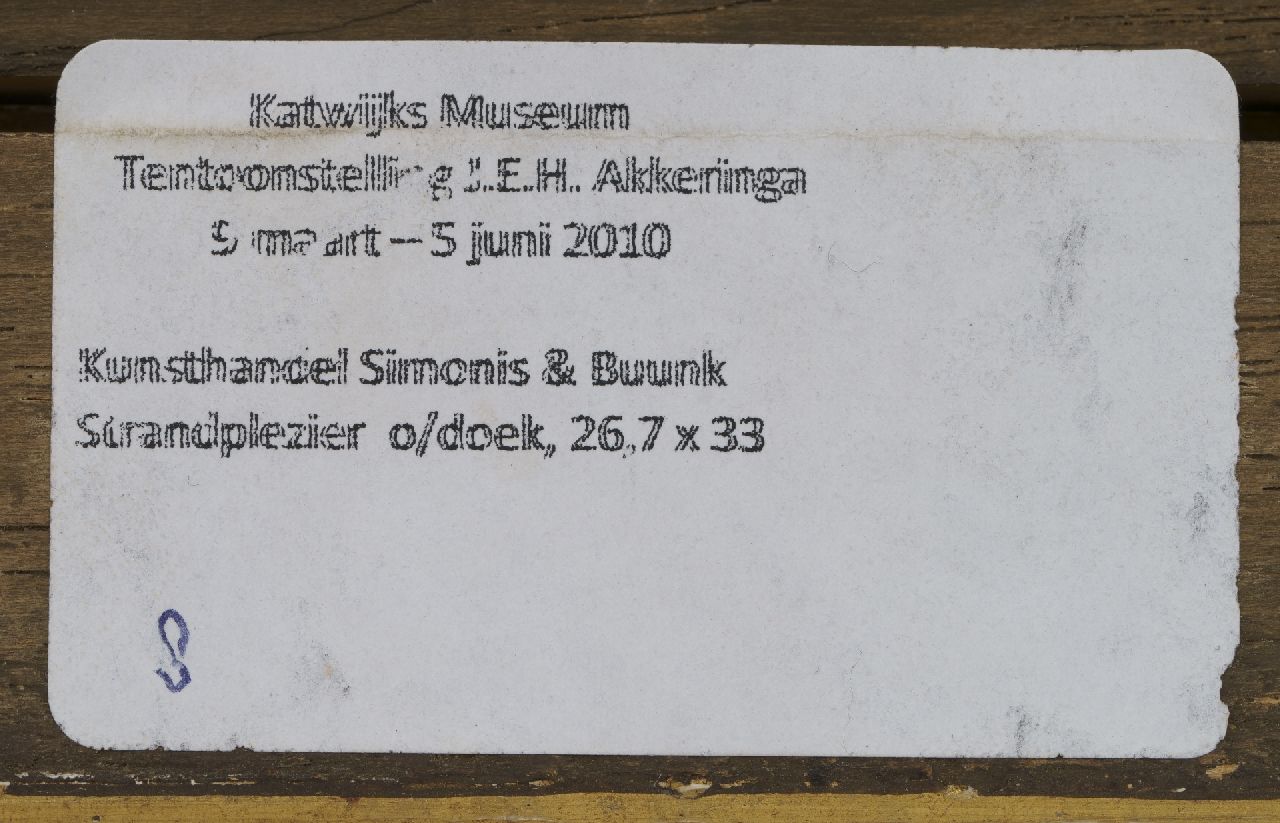 Katwijks Museum
Tentoonstelling J.E.H. Akkeringa
9 maart – 5 juni 2010
Kunsthandel Simonis & Buunk
Strandplezier o/doek, 26,7 x 33
8